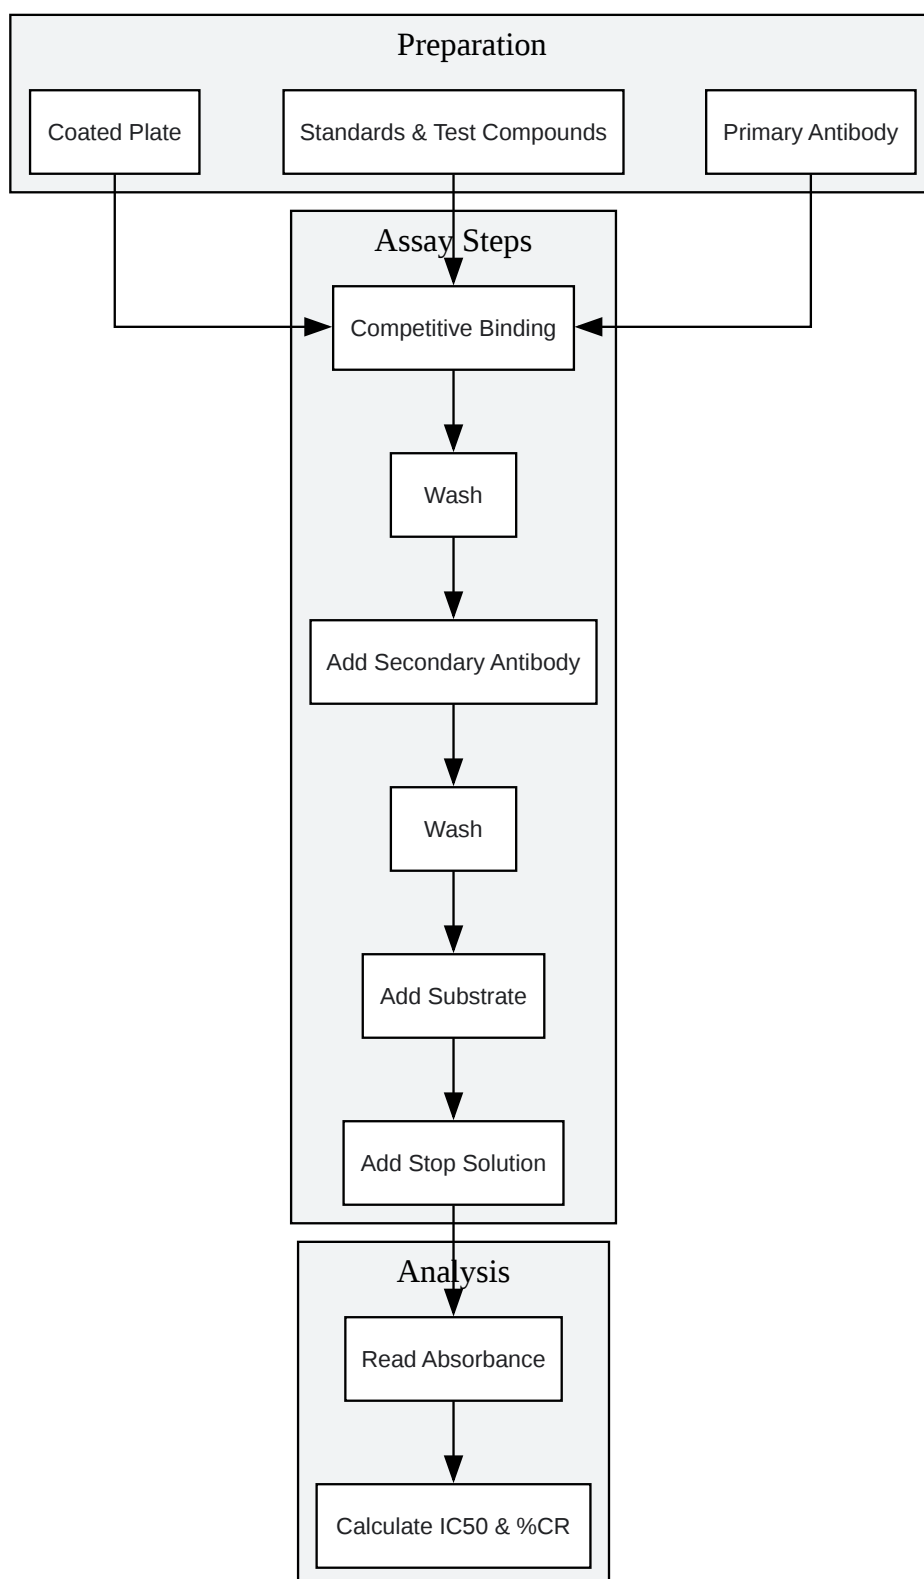 Preparation
Coated Plate
Standards & Test Compounds
Primary Antibody
Assay Steps
Competitive Binding
Wash
Add Secondary Antibody
Wash
Add Substrate
Add Stop Solution
Analysis
Read Absorbance
Calculate IC50 & %CR